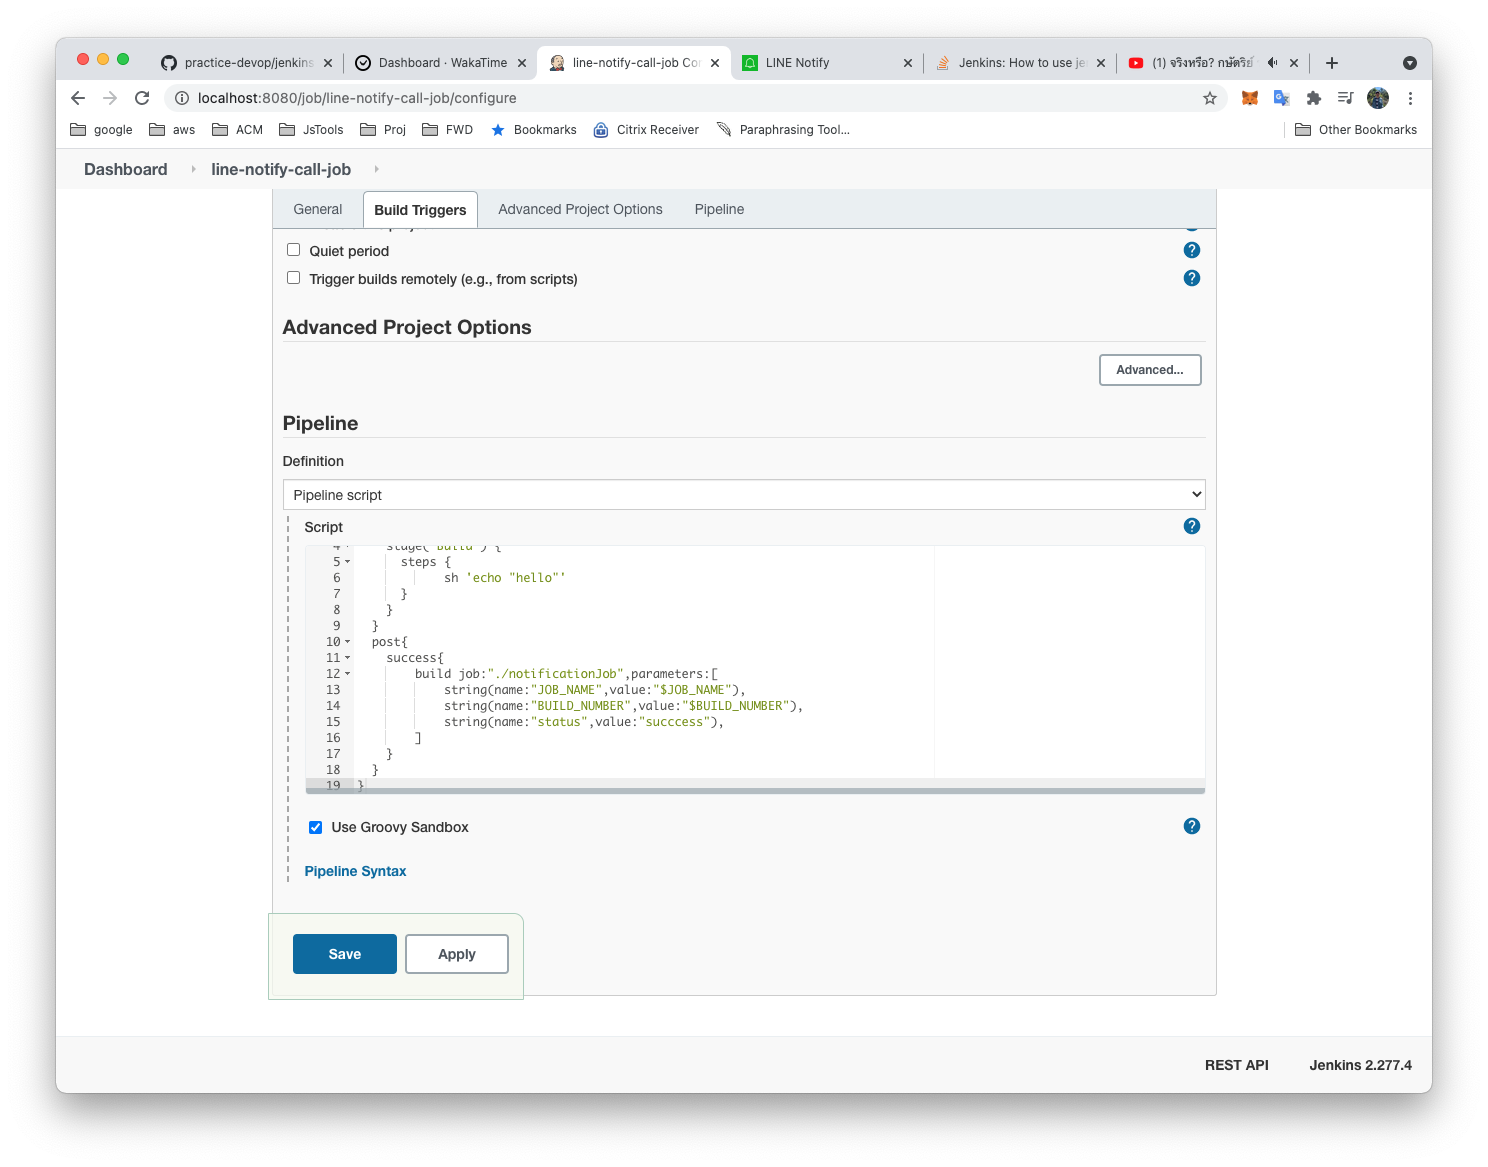 practice-devop/jenkins
Dashboard · WakaTime
line-notify-call-job Co
LINE Notify
Jenkins: How to use je
(1) จริงหรือ? กษัตริย์
localhost:8080/job/line-notify-call-job/configure
google
aws
ACM
JsTools
Proj
FWD
Bookmarks
Citrix Receiver
Paraphrasing Tool...
Other Bookmarks
Dashboard
line-notify-call-job
General
Build Triggers
Advanced Project Options
Pipeline
Quiet period
?
Trigger builds remotely (e.g., from scripts)
?
Advanced Project Options
Advanced...
Pipeline
Definition
Pipeline script
Script
?
4 stage('Build') {
5 steps {
6 sh 'echo "hello"'
7 }
8 }
9 }
10 post{
11 success{
12 build job:"./notificationJob",parameters:[
13 string(name:"JOB_NAME",value:"$JOB_NAME"),
14 string(name:"BUILD_NUMBER",value:"$BUILD_NUMBER"),
15 string(name:"status",value:"succcess"),
16 ]
17 }
18 }
19 }
Use Groovy Sandbox
?
Pipeline Syntax
Save
Apply
REST API
Jenkins 2.277.4